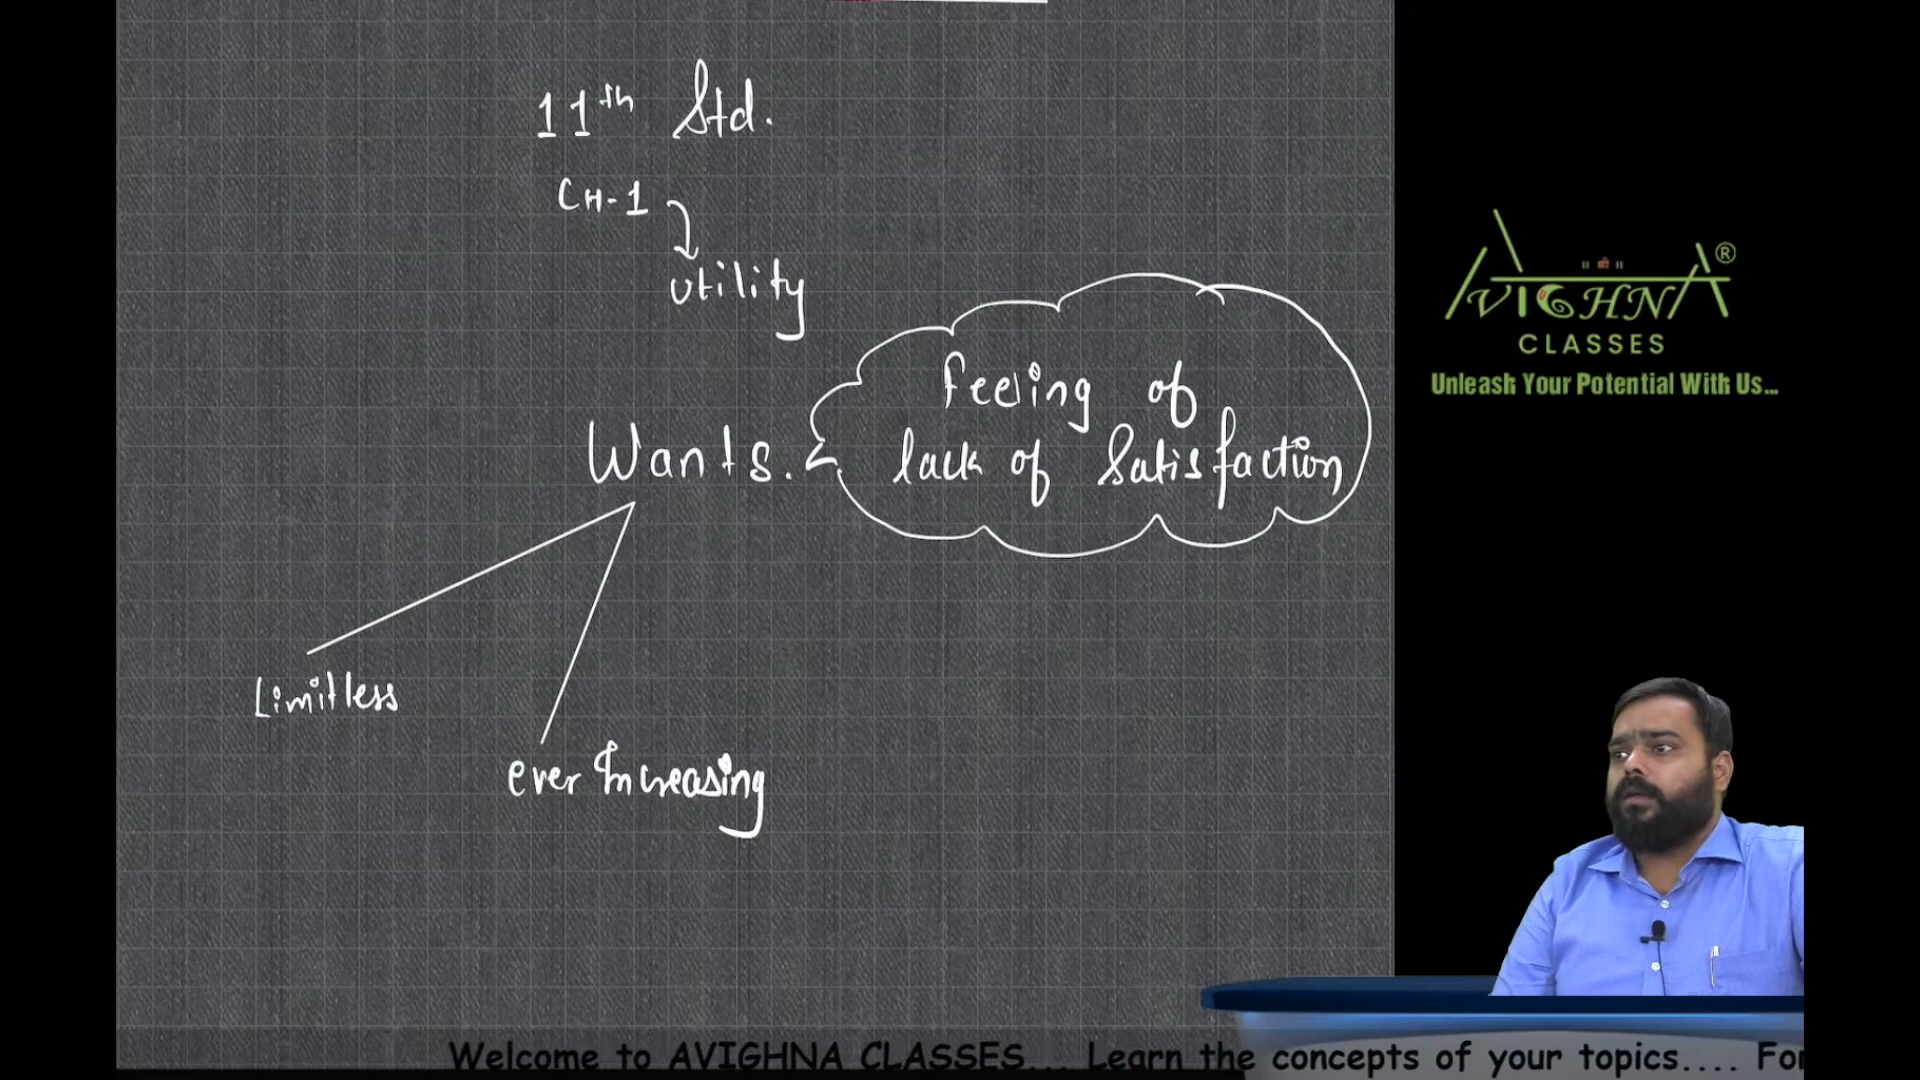 11th Std.
CH-1
utility
Wants.
Feeling of
lack of Satisfaction
Limitless
ever Increasing
AVIGHNA®
CLASSES
Unleash Your Potential With Us...
Welcome to AVIGHNA CLASSES... Learn the concepts of your topics.... For